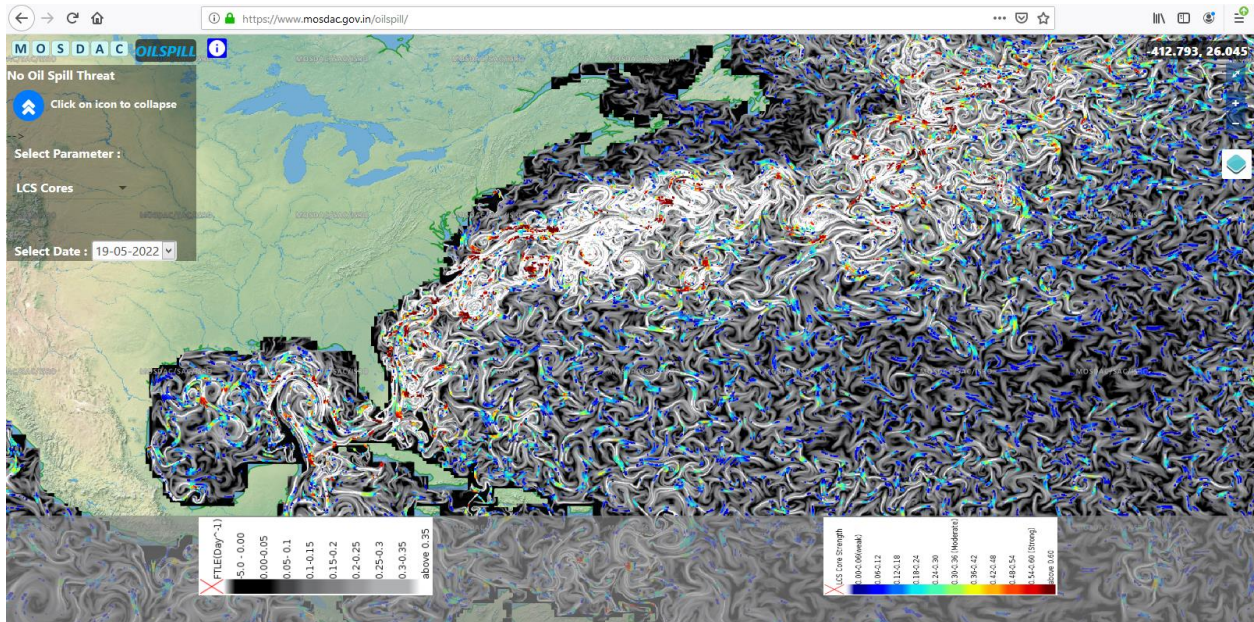 https://www.mosdac.gov.in/oilspill/
M O S D A C OILSPILL
-412.793, 26.045
No Oil Spill Threat
Click on icon to collapse
-->
Select Parameter :
LCS Cores
Select Date : 19-05-2022
FTLE(Day^-1)
-5.0 - 0.00
0.00-0.05
0.05- 0.1
0.1-0.15
0.15-0.2
0.2-0.25
0.25-0.3
0.3-0.35
above 0.35
LCS Core Strength
0.00-0.06(weak)
0.06-0.12
0.12-0.18
0.18-0.24
0.24-0.30
0.30-0.36 (Moderate)
0.36-0.42
0.42-0.48
0.48-0.54
0.54-0.60 (Strong)
above 0.60
MOSDAC/SAC/ISRO